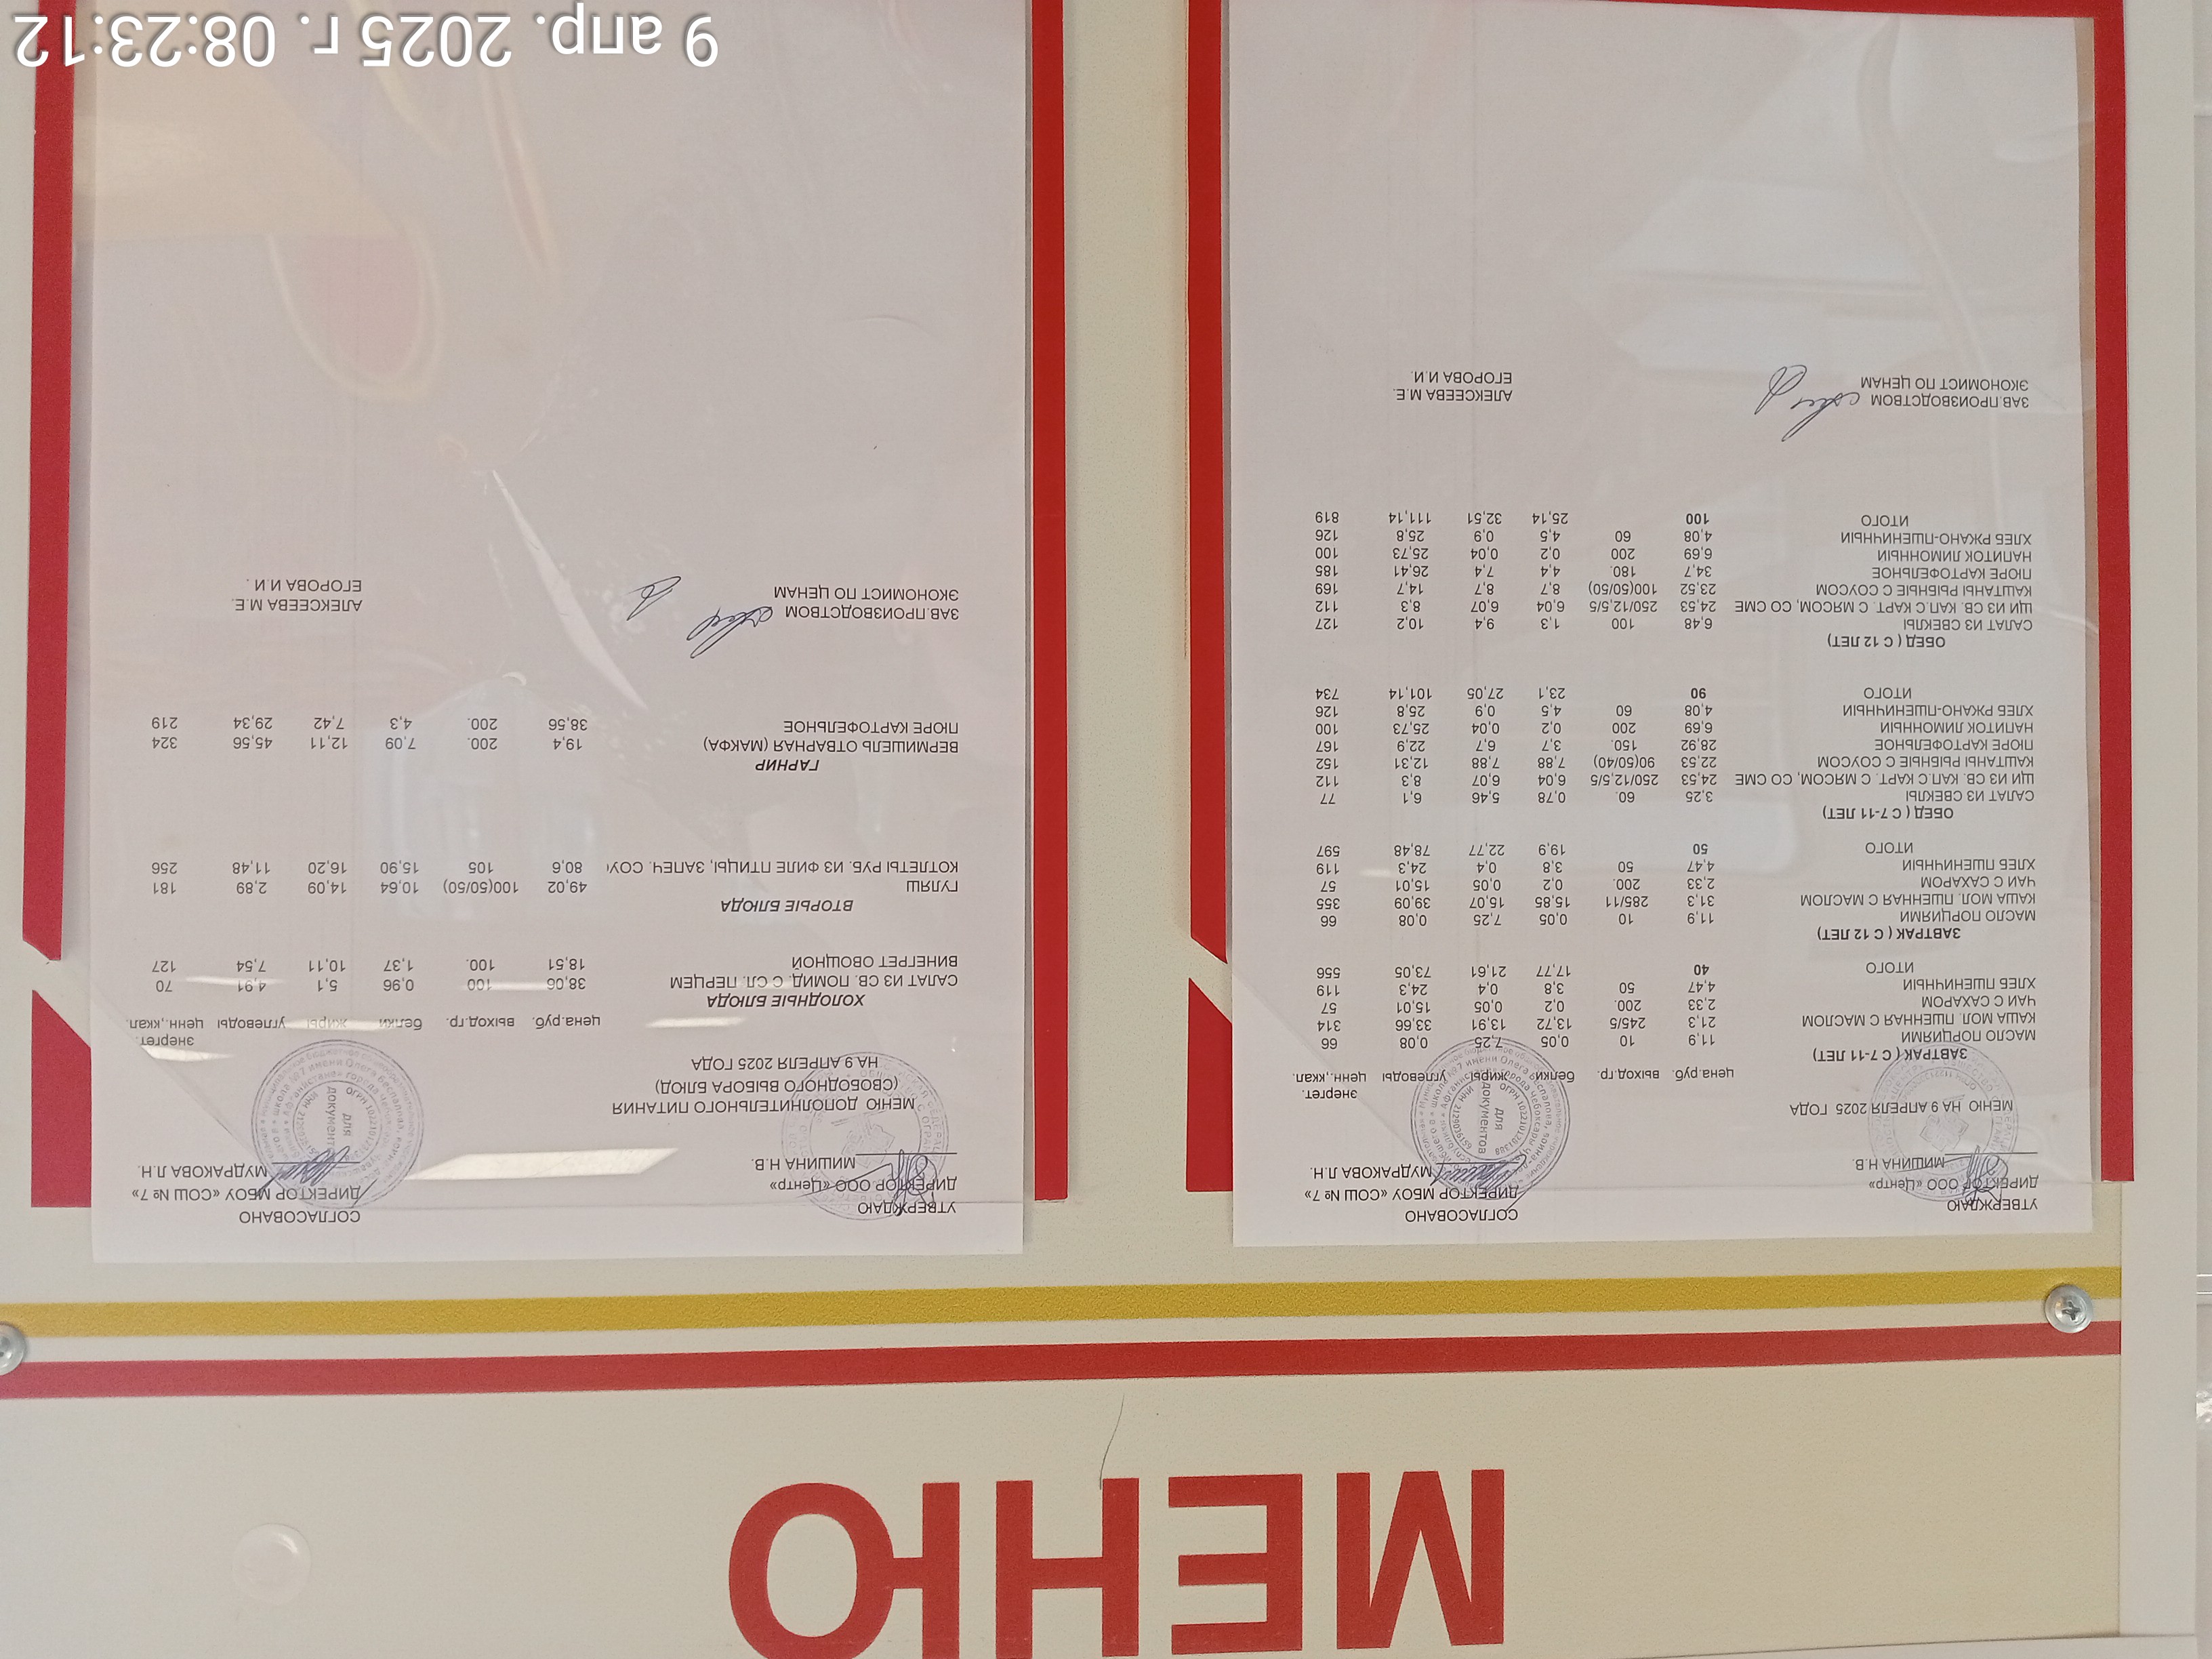 МЕНЮ
УТВЕРЖДАЮ
ДИРЕКТОР ООО «Центр»
МИШИНА Н.В.
СОГЛАСОВАНО
ДИРЕКТОР МБОУ «СОШ № 7»
МУДРАКОВА Л.Н.
ДЛЯ ДОКУМЕНТОВ
МЕНЮ НА 9 АПРЕЛЯ 2025 ГОДА
цена.руб. выход.гр. белки жиры углеводы энергет. ценн.,ккал.
ЗАВТРАК ( С 7-11 ЛЕТ)
МАСЛО ПОРЦИЯМИ 11,9 10 0,05 7,25 0,08 66
КАША МОЛ. ПШЕННАЯ С МАСЛОМ 21,3 245/5 13,72 13,91 33,66 314
ЧАЙ С САХАРОМ 2,33 200. 0,2 0,05 15,01 57
ХЛЕБ ПШЕНИЧНЫЙ 4,47 50 3,8 0,4 24,3 119
ИТОГО 40 17,77 21,61 73,05 556
ЗАВТРАК ( С 12 ЛЕТ)
МАСЛО ПОРЦИЯМИ 11,9 10 0,05 7,25 0,08 66
КАША МОЛ. ПШЕННАЯ С МАСЛОМ 31,3 285/11 15,85 15,07 39,09 355
ЧАЙ С САХАРОМ 2,33 200. 0,2 0,05 15,01 57
ХЛЕБ ПШЕНИЧНЫЙ 4,47 50 3,8 0,4 24,3 119
ИТОГО 50 19,9 22,77 78,48 597
ОБЕД ( С 7-11 ЛЕТ)
САЛАТ ИЗ СВЕКЛЫ 3,25 60. 0,78 5,46 6,1 77
ЩИ ИЗ СВ. КАП.С КАРТ. С МЯСОМ, СО СМЕ 24,53 250/12,5/5 6,04 6,07 8,3 112
КАШТАНЫ РЫБНЫЕ С СОУСОМ 22,53 90(50/40) 7,88 7,88 12,31 152
ПЮРЕ КАРТОФЕЛЬНОЕ 28,92 150. 3,7 6,7 22,9 167
НАПИТОК ЛИМОННЫЙ 6,69 200 0,2 0,04 25,73 100
ХЛЕБ РЖАНО-ПШЕНИЧНЫЙ 4,08 60 4,5 0,9 25,8 126
ИТОГО 90 23,1 27,05 101,14 734
ОБЕД ( С 12 ЛЕТ)
САЛАТ ИЗ СВЕКЛЫ 6,48 100 1,3 9,4 10,2 127
ЩИ ИЗ СВ. КАП.С КАРТ. С МЯСОМ, СО СМЕ 24,53 250/12,5/5 6,04 6,07 8,3 112
КАШТАНЫ РЫБНЫЕ С СОУСОМ 23,52 100(50/50) 8,7 8,7 14,7 169
ПЮРЕ КАРТОФЕЛЬНОЕ 34,7 180. 4,4 7,4 26,41 185
НАПИТОК ЛИМОННЫЙ 6,69 200 0,2 0,04 25,73 100
ХЛЕБ РЖАНО-ПШЕНИЧНЫЙ 4,08 60 4,5 0,9 25,8 126
ИТОГО 100 25,14 32,51 111,14 819
ЗАВ.ПРОИЗВОДСТВОМ АЛЕКСЕЕВА М.Е.
ЭКОНОМИСТ ПО ЦЕНАМ ЕГОРОВА И.И.
УТВЕРЖДАЮ
ДИРЕКТОР ООО «Центр»
МИШИНА Н.В.
СОГЛАСОВАНО
ДИРЕКТОР МБОУ «СОШ № 7»
МУДРАКОВА Л.Н.
ДЛЯ ДОКУМЕНТОВ
МЕНЮ ДОПОЛНИТЕЛЬНОГО ПИТАНИЯ
(СВОБОДНОГО ВЫБОРА БЛЮД)
НА 9 АПРЕЛЯ 2025 ГОДА
цена.руб. выход.гр. белки жиры углеводы энергет. ценн.,ккал.
ХОЛОДНЫЕ БЛЮДА
САЛАТ ИЗ СВ. ПОМИД. С СЛ. ПЕРЦЕМ 38,06 100 0,96 5,1 4,91 70
ВИНЕГРЕТ ОВОЩНОЙ 18,51 100. 1,37 10,11 7,54 127
ВТОРЫЕ БЛЮДА
ГУЛЯШ 49,02 100(50/50) 10,64 14,09 2,89 181
КОТЛЕТЫ РУБ. ИЗ ФИЛЕ ПТИЦЫ, ЗАПЕЧ. СОУС 80,6 105 15,90 16,20 11,48 256
ГАРНИР
ВЕРМИШЕЛЬ ОТВАРНАЯ (МАКФА) 19,4 200. 7,09 12,11 45,56 324
ПЮРЕ КАРТОФЕЛЬНОЕ 38,56 200. 4,3 7,42 29,34 219
ЗАВ.ПРОИЗВОДСТВОМ АЛЕКСЕЕВА М.Е.
ЭКОНОМИСТ ПО ЦЕНАМ ЕГОРОВА И.И.
9 апр. 2025 г. 08:23:12